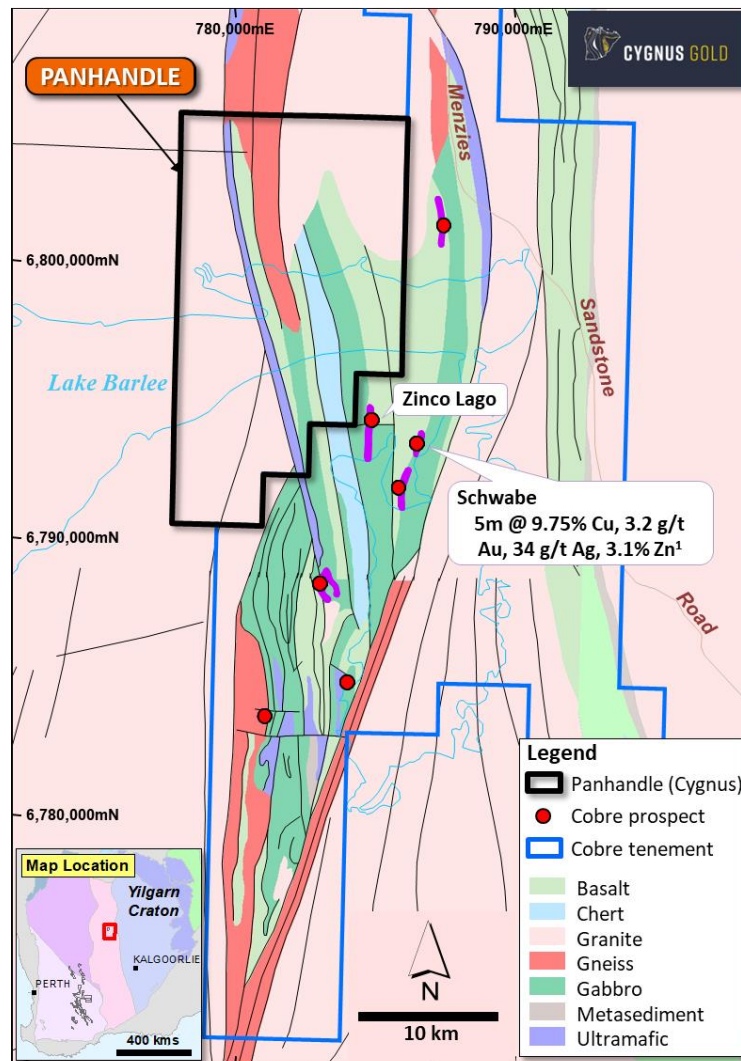 780,000mE
790,000mE
CYGNUS GOLD
PANHANDLE
Menzies
6,800,000mN
Sandstone
Lake Barlee
Zinco Lago
Schwabe
5m @ 9.75% Cu, 3.2 g/t
Au, 34 g/t Ag, 3.1% Zn¹
6,790,000mN
Road
6,780,000mN
Legend
Panhandle (Cygnus)
Cobre prospect
Cobre tenement
Basalt
Chert
Granite
Gneiss
Gabbro
Metasediment
Ultramafic
Map Location
Yilgarn
Craton
KALGOORLIE
PERTH
400 kms
N
10 km